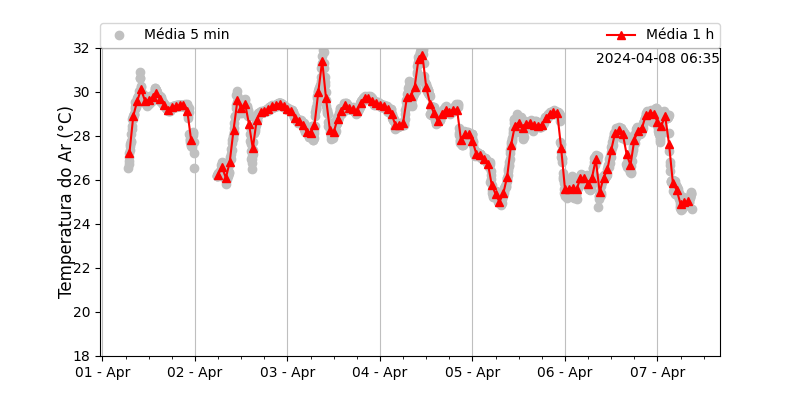 Média 5 min
Média 1 h
2024-04-08 06:35
Temperatura do Ar (°C)
32
30
28
26
24
22
20
18
01 - Apr
02 - Apr
03 - Apr
04 - Apr
05 - Apr
06 - Apr
07 - Apr